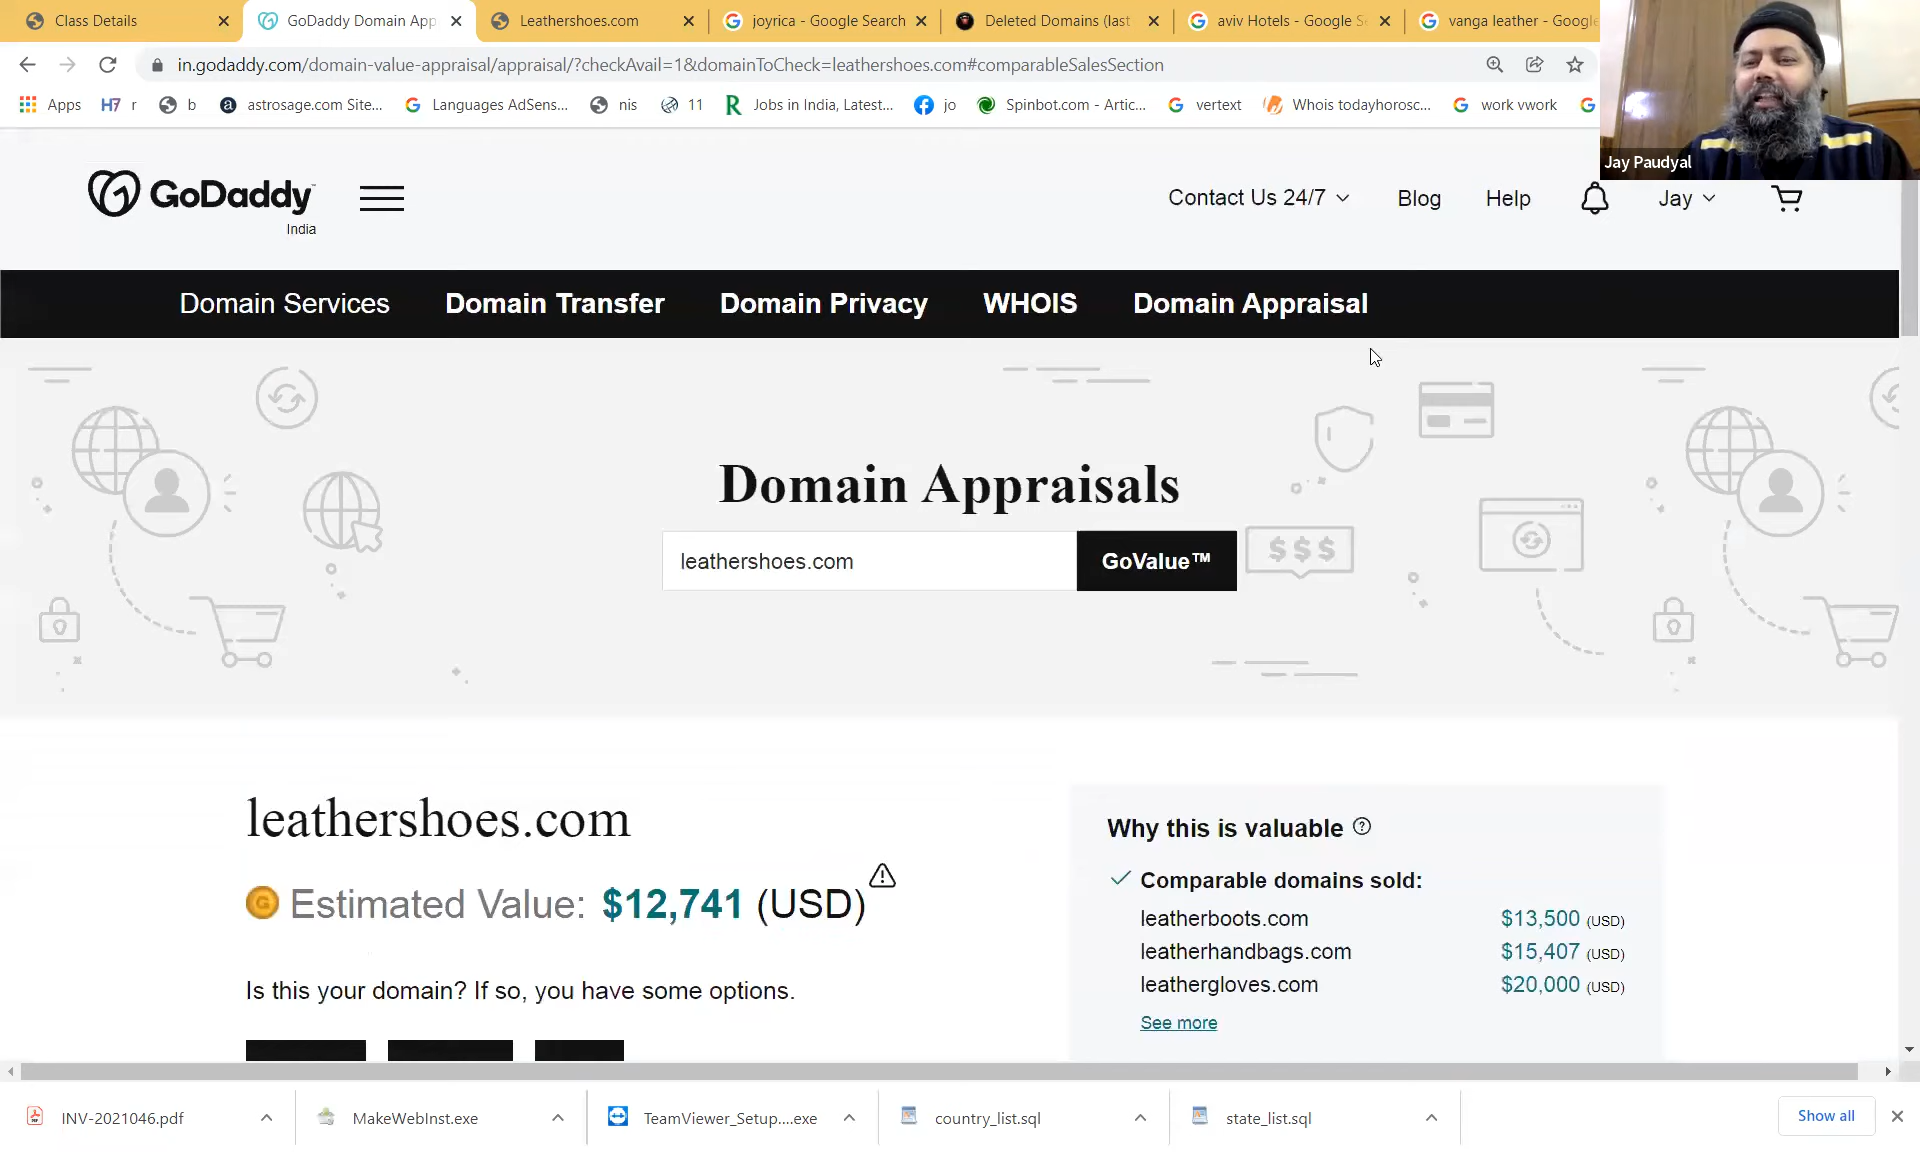 Class Details
GoDaddy Domain App
Leathershoes.com
joyrica - Google Search
Deleted Domains (last
aviv Hotels - Google Se
vanga leather - Google
in.godaddy.com/domain-value-appraisal/appraisal/?checkAvail=1&domainToCheck=leathershoes.com#comparableSalesSection
Apps
H7 r
b
a astrosage.com Site...
Languages AdSens...
nis
11
R Jobs in India, Latest...
jo
Spinbot.com - Artic...
vertext
Whois todayhorosc...
work vwork
Jay Paudyal
GoDaddy
India
Contact Us 24/7
Blog
Help
Jay
Domain Services
Domain Transfer
Domain Privacy
WHOIS
Domain Appraisal
Domain Appraisals
leathershoes.com
GoValue™
$$$
leathershoes.com
Estimated Value: $12,741 (USD)
Is this your domain? If so, you have some options.
Why this is valuable
Comparable domains sold:
leatherboots.com $13,500 (USD)
leatherhandbags.com $15,407 (USD)
leathergloves.com $20,000 (USD)
See more
INV-2021046.pdf
MakeWebInst.exe
TeamViewer_Setup....exe
country_list.sql
state_list.sql
Show all